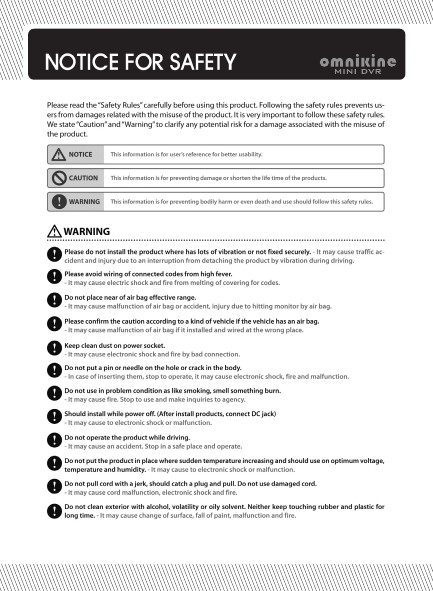 NOTICE FOR SAFETY
omnikine
MINI DVR
Please read the "Safety Rules" carefully before using this product. Following the safety rules prevents us-
ers from damages related with the misuse of the product. It is very important to follow these safety rules.
We state "Caution" and "Warning" to clarify any potential risk for a damage associated with the misuse of
the product.
NOTICE This information is for user's reference for better usability.
CAUTION This information is for preventing damage or shorten the life time of the products.
WARNING This information is for preventing bodily harm or even death and use should follow this safety rules.
WARNING
Please do not install the product where has lots of vibration or not fixed securely. - It may cause traffic ac-
cident and injury due to an interruption from detaching the product by vibration during driving.
Please avoid wiring of connected codes from high fever.
- It may cause electric shock and fire from melting of covering for codes.
Do not place near of air bag effective range.
- It may cause malfunction of air bag or accident, injury due to hitting monitor by air bag.
Please confirm the caution according to a kind of vehicle if the vehicle has an air bag.
- It may cause malfunction of air bag if it installed and wired at the wrong place.
Keep clean dust on power socket.
- It may cause electronic shock and fire by bad connection.
Do not put a pin or needle on the hole or crack in the body.
- In case of inserting them, stop to operate, it may cause electronic shock, fire and malfunction.
Do not use in problem condition as like smoking, smell something burn.
- It may cause fire. Stop to use and make inquiries to agency.
Should install while power off. (After install products, connect DC jack)
- It may cause to electronic shock or malfunction.
Do not operate the product while driving.
- It may cause an accident. Stop in a safe place and operate.
Do not put the product in place where sudden temperature increasing and should use on optimum voltage,
temperature and humidity. - It may cause to electronic shock or malfunction.
Do not pull cord with a jerk, should catch a plug and pull. Do not use damaged cord.
- It may cause cord malfunction, electronic shock and fire.
Do not clean exterior with alcohol, volatility or oily solvent. Neither keep touching rubber and plastic for
long time. - It may cause change of surface, fall of paint, malfunction and fire.